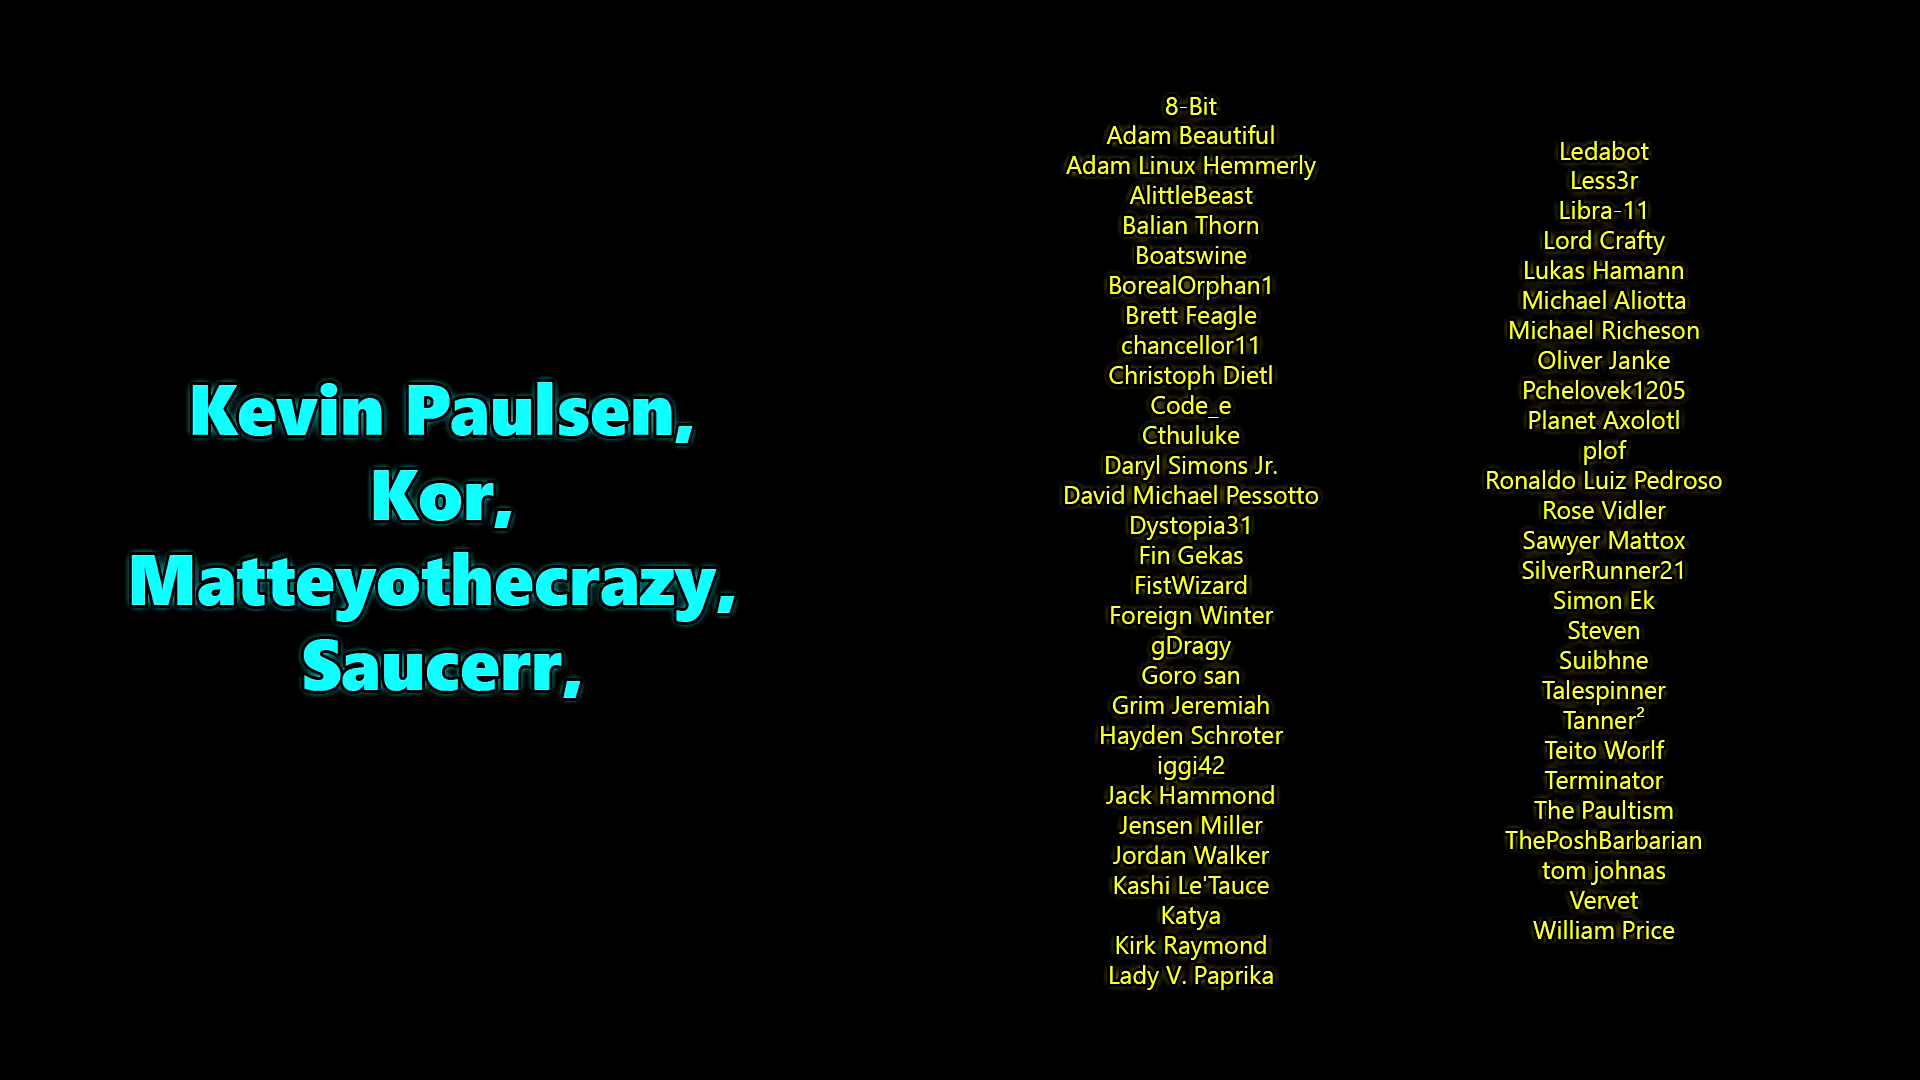 Kevin Paulsen,
Kor,
Matteyothecrazy,
Saucerr,
8-Bit
Adam Beautiful
Adam Linux Hemmerly
AlittleBeast
Balian Thorn
Boatswine
BorealOrphan1
Brett Feagle
chancellor11
Christoph Dietl
Code_e
Cthuluke
Daryl Simons Jr.
David Michael Pessotto
Dystopia31
Fin Gekas
FistWizard
Foreign Winter
gDragy
Goro san
Grim Jeremiah
Hayden Schroter
iggi42
Jack Hammond
Jensen Miller
Jordan Walker
Kashi Le'Tauce
Katya
Kirk Raymond
Lady V. Paprika
Ledabot
Less3r
Libra-11
Lord Crafty
Lukas Hamann
Michael Aliotta
Michael Richeson
Oliver Janke
Pchelovek1205
Planet Axolotl
plof
Ronaldo Luiz Pedroso
Rose Vidler
Sawyer Mattox
SilverRunner21
Simon Ek
Steven
Suibhne
Talespinner
Tanner²
Teito Worlf
Terminator
The Paultism
ThePoshBarbarian
tom johnas
Vervet
William Price